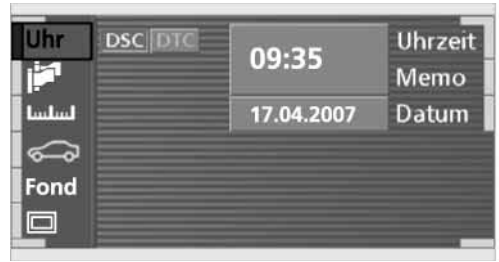 Uhr
DSC DTC
09:35
Uhrzeit
Memo
17.04.2007
Datum
Fond